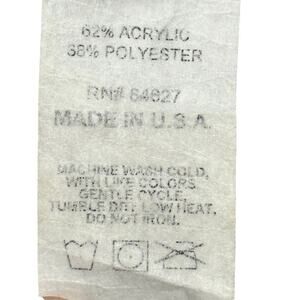 62% ACRYLIC
38% POLYESTER
RN# 64627
MADE IN U.S.A.
MACHINE WASH COLD,
WITH LIKE COLORS
GENTLE CYCLE.
TUMBLE DRY LOW HEAT,
DO NOT IRON.